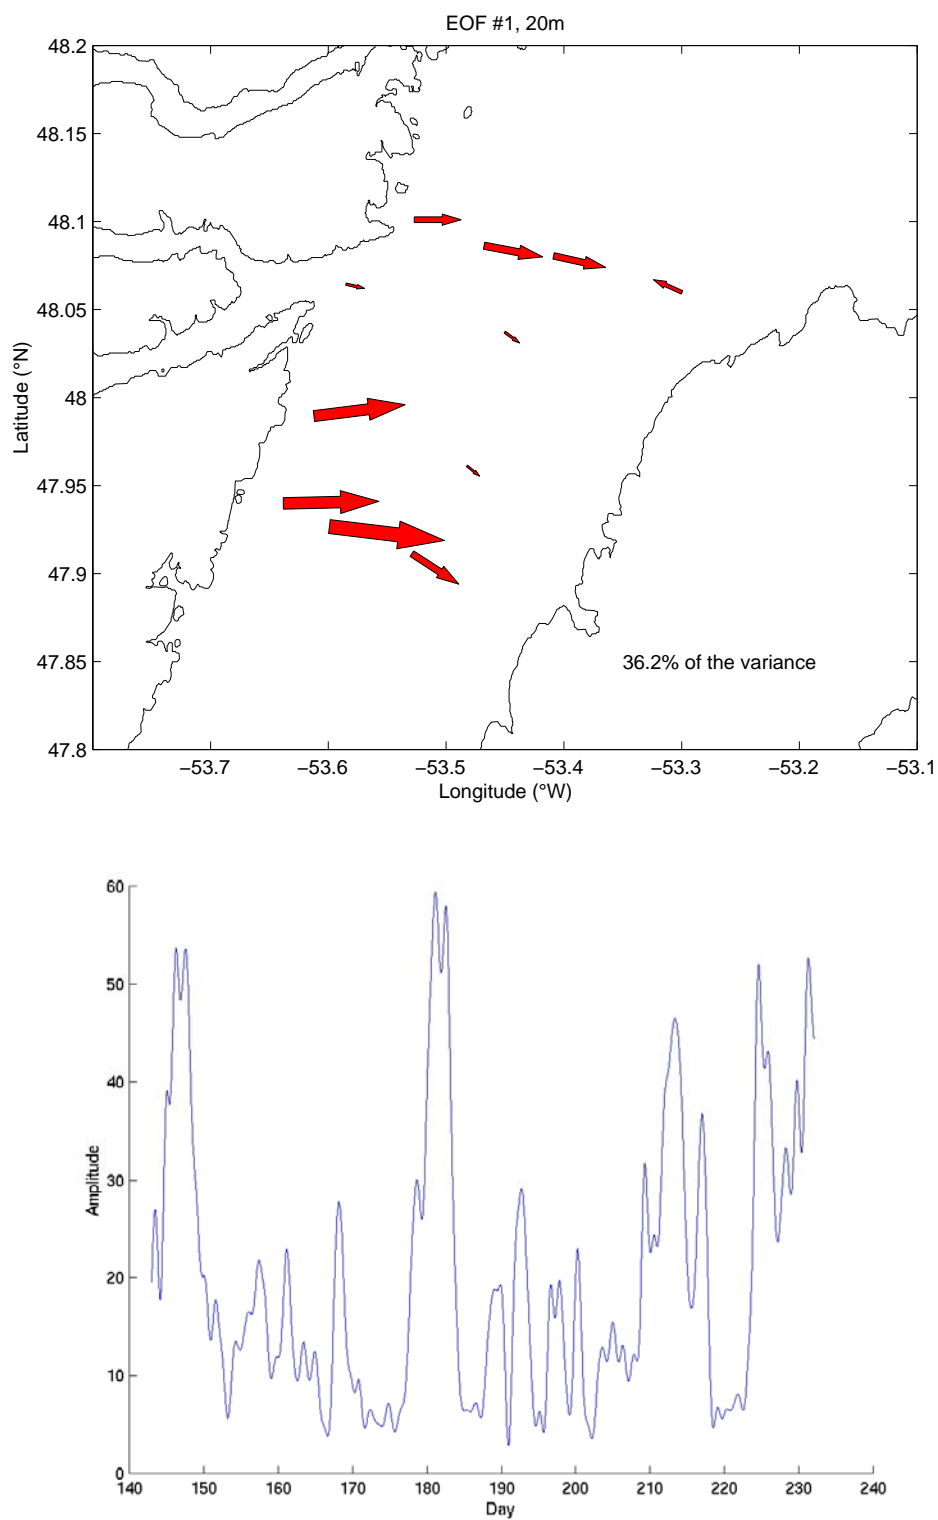 EOF #1, 20m
48.2
48.15
48.1
48.05
48
47.95
47.9
47.85
47.8
Latitude (°N)
36.2% of the variance
−53.7 −53.6 −53.5 −53.4 −53.3 −53.2 −53.1
Longitude (°W)
60
50
40
30
20
10
0
Amplitude
140 150 160 170 180 190 200 210 220 230 240
Day